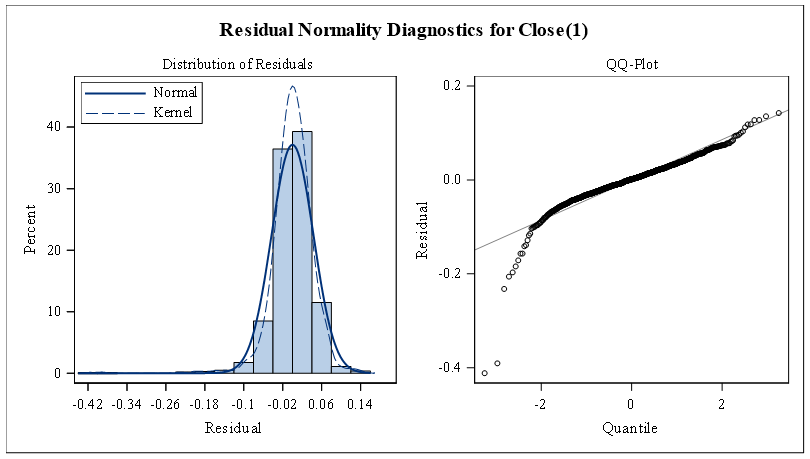 Residual Normality Diagnostics for Close(1)
Distribution of Residuals
Normal
Kernel
Percent
40
30
20
10
0
-0.42 -0.34 -0.26 -0.18 -0.1 -0.02 0.06 0.14
Residual
QQ-Plot
Residual
0.2
0.0
-0.2
-0.4
-2 0 2
Quantile